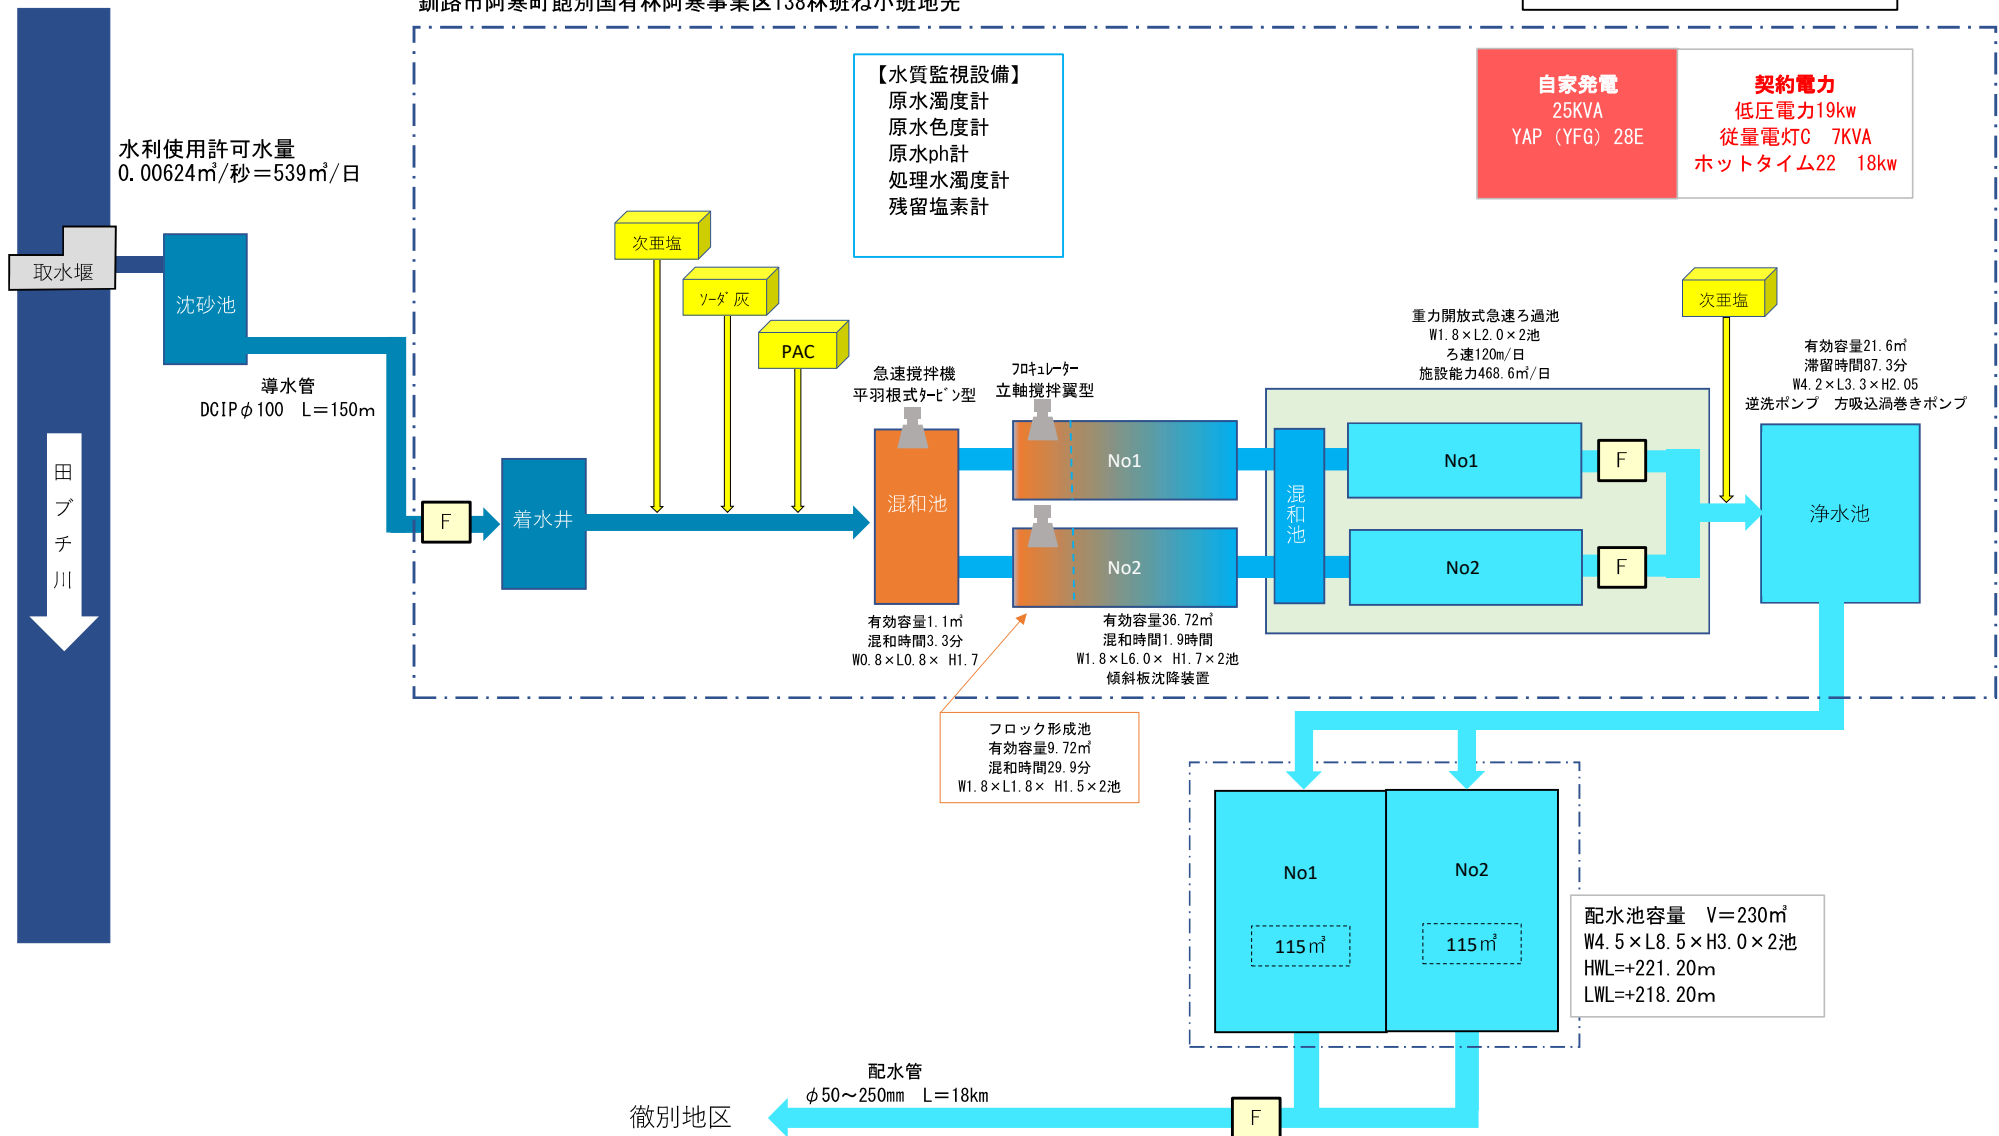 釧路市阿寒町飽別国有林阿寒事業区138林班ね小班地先
【水質監視設備】
原水濁度計
原水色度計
原水ph計
処理水濁度計
残留塩素計
自家発電
25KVA
YAP（YFG）28E
契約電力
低圧電力19kw
従量電灯C　7KVA
ホットタイム22　18kw
水利使用許可水量
0.00624㎥/秒＝539㎥/日
取水堰
沈砂池
導水管
DCIPφ100　L＝150m
田ブチ川
F
着水井
次亜塩
ソーダ灰
PAC
急速撹拌機
平羽根式タービン型
混和池
有効容量1.1㎥
混和時間3.3分
W0.8×L0.8× H1.7
フロキュレーター
立軸撹拌翼型
No1
No2
有効容量36.72㎥
混和時間1.9時間
W1.8×L6.0× H1.7×2池
傾斜板沈降装置
フロック形成池
有効容量9.72㎥
混和時間29.9分
W1.8×L1.8× H1.5×2池
重力開放式急速ろ過池
W1.8×L2.0×2池
ろ速120m/日
施設能力468.6㎥/日
混和池
No1
No2
F
F
次亜塩
有効容量21.6㎥
滞留時間87.3分
W4.2×L3.3×H2.05
逆洗ポンプ　方吸込渦巻きポンプ
浄水池
No1
115㎥
No2
115㎥
配水池容量　V＝230㎥
W4.5×L8.5×H3.0×2池
HWL=+221.20m
LWL=+218.20m
配水管
φ50～250mm　L＝18km
徹別地区
F